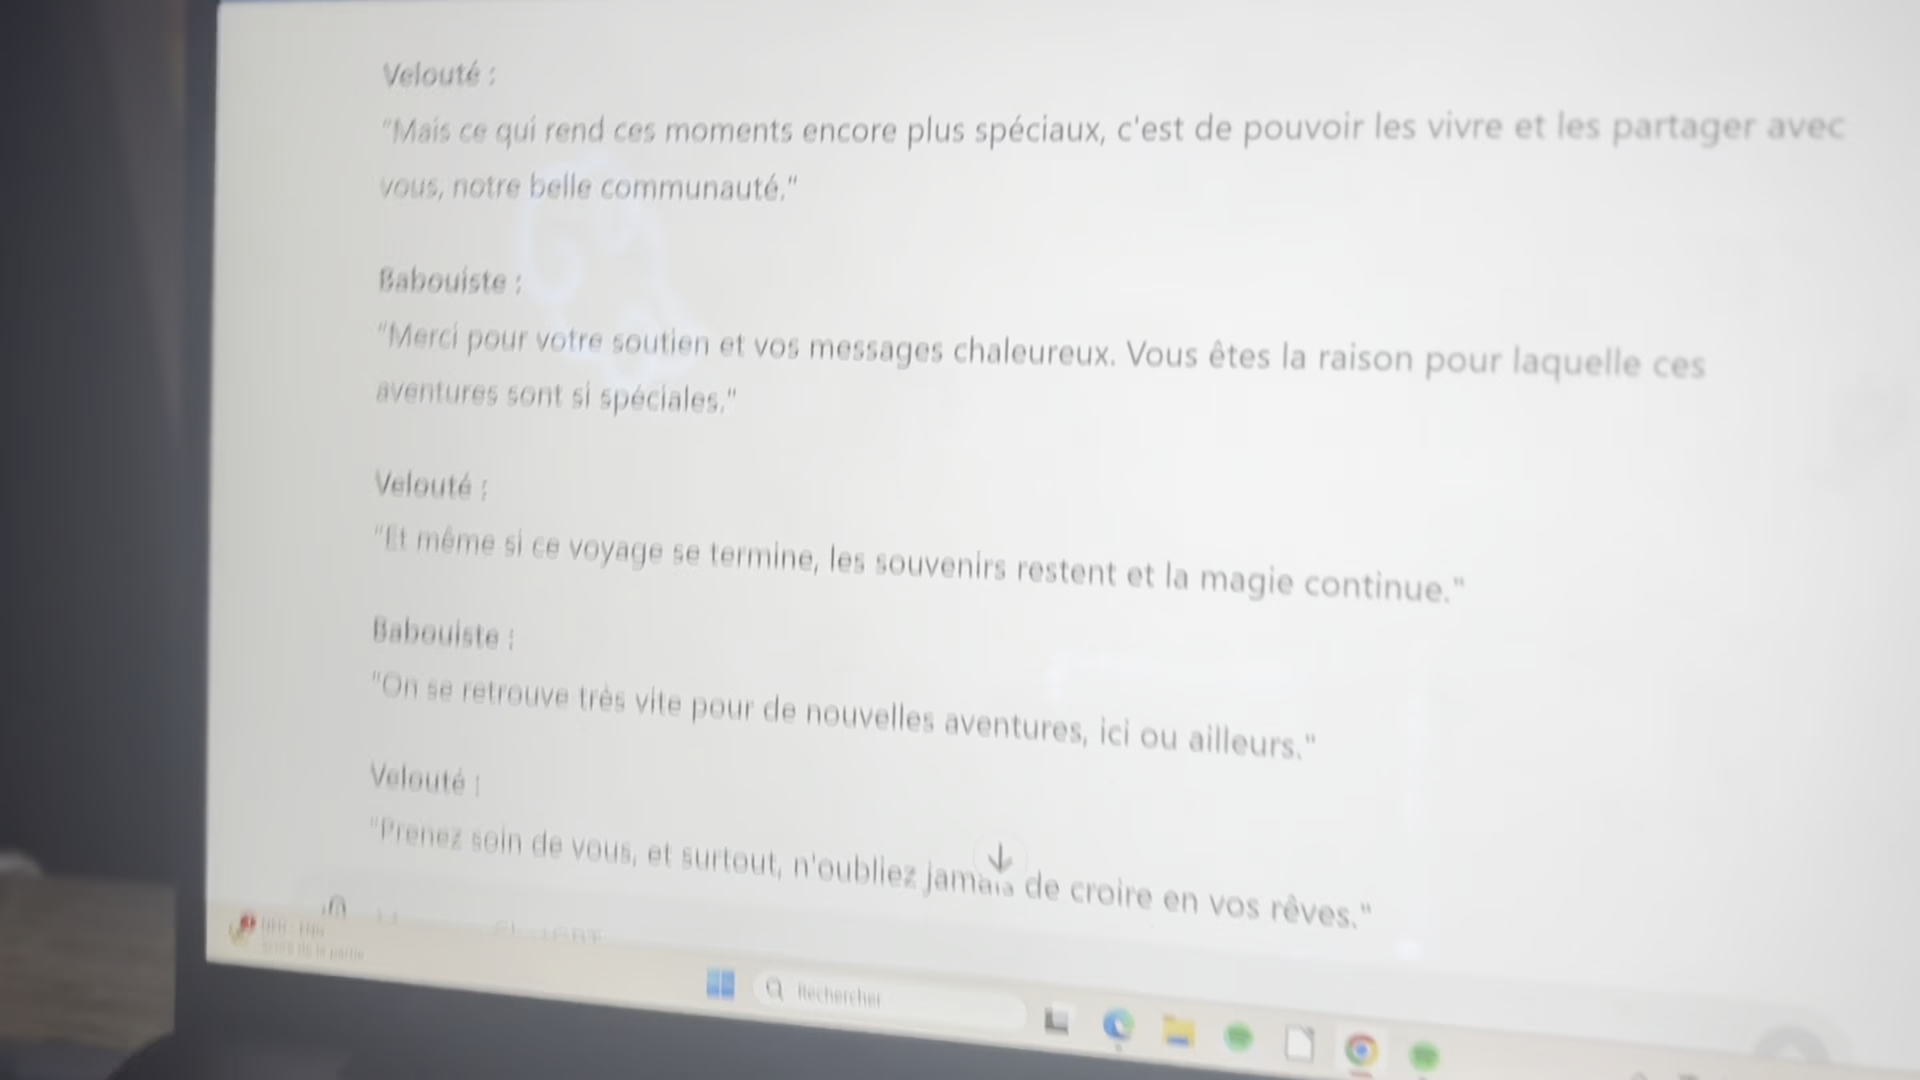 Velouté :
"Mais ce qui rend ces moments encore plus spéciaux, c'est de pouvoir les vivre et les partager avec
vous, notre belle communauté."
Babouiste :
"Merci pour votre soutien et vos messages chaleureux. Vous êtes la raison pour laquelle ces
aventures sont si spéciales."
Velouté :
"Et même si ce voyage se termine, les souvenirs restent et la magie continue."
Babouiste :
"On se retrouve très vite pour de nouvelles aventures, ici ou ailleurs."
Velouté :
"Prenez soin de vous, et surtout, n'oubliez jamais de croire en vos rêves."
Rechercher